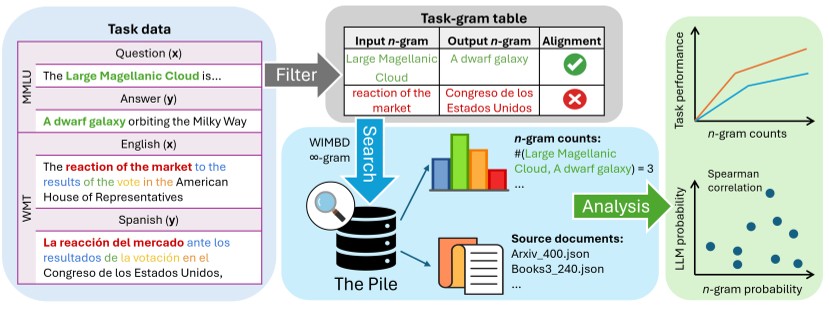 Task data
MMLU
Question (x)
The Large Magellanic Cloud is...
Answer (y)
A dwarf galaxy orbiting the Milky Way
WMT
English (x)
The reaction of the market to the
results of the vote in the American
House of Representatives
Spanish (y)
La reacción del mercado ante los
resultados de la votación en el
Congreso de los Estados Unidos,
Filter
Task-gram table
Input n-gram Output n-gram Alignment
Large Magellanic
Cloud
A dwarf galaxy
reaction of the
market
Congreso de los
Estados Unidos
Search
WIMBD
∞-gram
The Pile
n-gram counts:
#(Large Magellanic
Cloud, A dwarf galaxy) = 3
...
Source documents:
Arxiv_400.json
Books3_240.json
...
Analysis
Task performance
n-gram counts
Spearman
correlation
LLM probability
n-gram probability